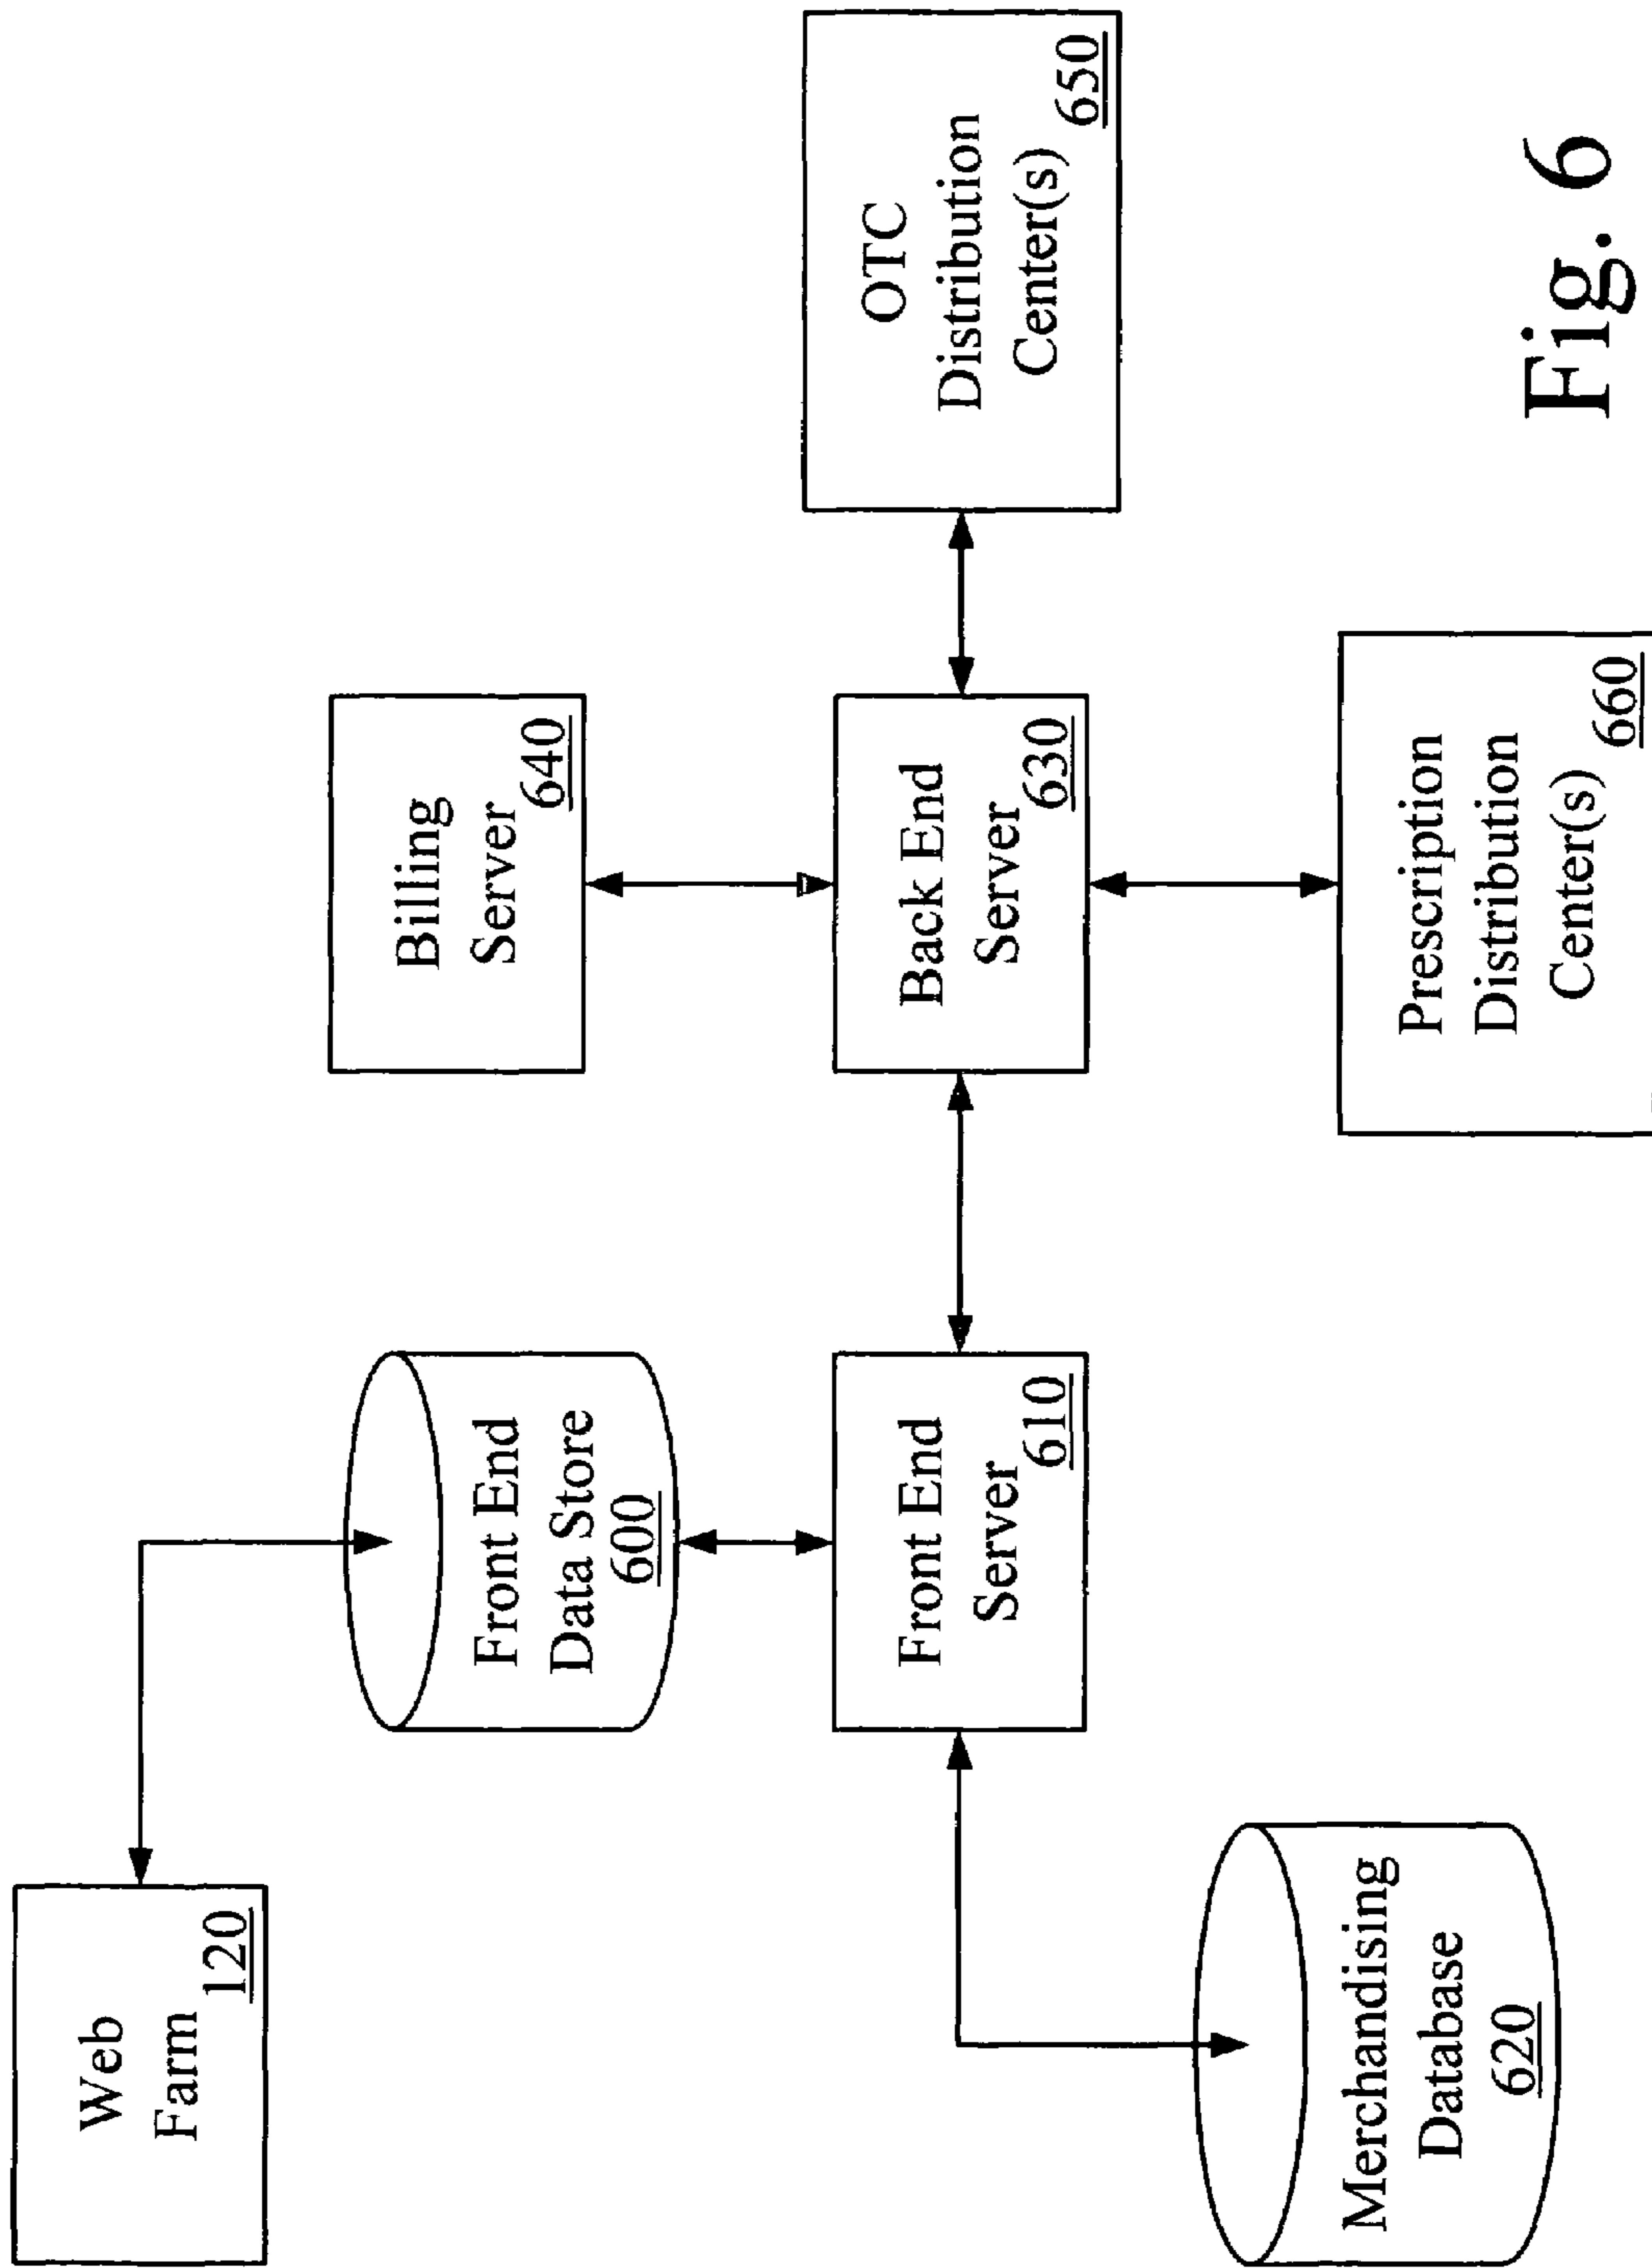 Web
Farm
120
Front End
Data Store
600
Billing
Server
640
Front End
Server
610
Back End
Server
630
OTC
Distribution
Center(s)
650
Merchandising
Database
620
Prescription
Distribution
Center(s)
660
Fig. 6